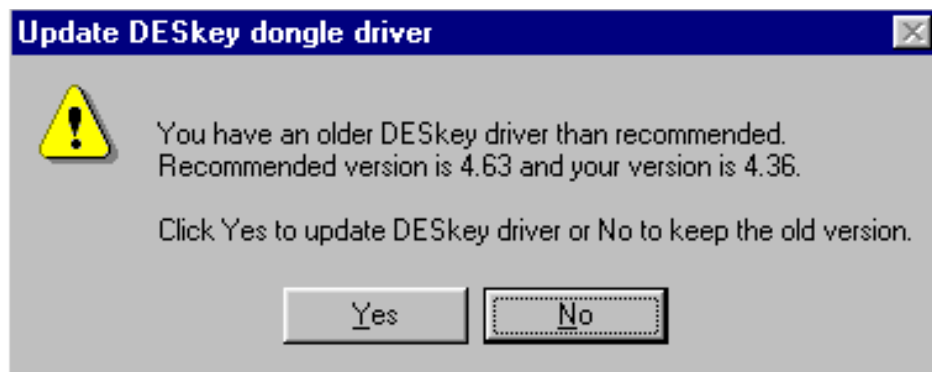 Update DESkey dongle driver
You have an older DESkey driver than recommended.
Recommended version is 4.63 and your version is 4.36.
Click Yes to update DESkey driver or No to keep the old version.
Yes
No